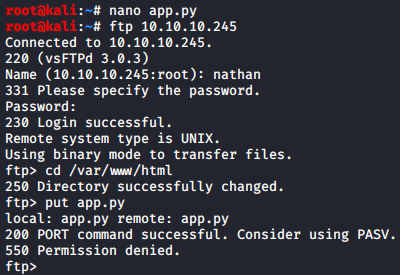 root@kali:~# nano app.py
root@kali:~# ftp 10.10.10.245
Connected to 10.10.10.245.
220 (vsFTPd 3.0.3)
Name (10.10.10.245:root): nathan
331 Please specify the password.
Password:
230 Login successful.
Remote system type is UNIX.
Using binary mode to transfer files.
ftp> cd /var/www/html
250 Directory successfully changed.
ftp> put app.py
local: app.py remote: app.py
200 PORT command successful. Consider using PASV.
550 Permission denied.
ftp>